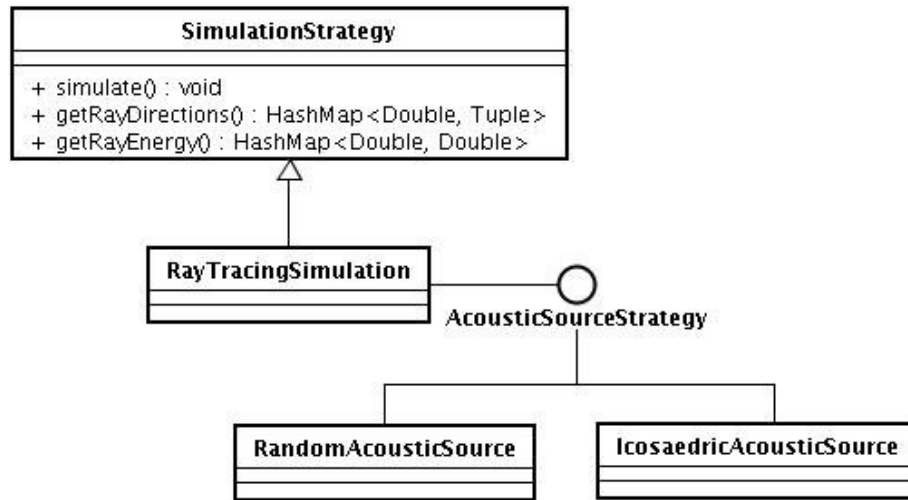 SimulationStrategy
+ simulate() : void
+ getRayDirections() : HashMap<Double, Tuple>
+ getRayEnergy() : HashMap<Double, Double>
RayTracingSimulation
AcousticSourceStrategy
RandomAcousticSource
IcosaedricAcousticSource